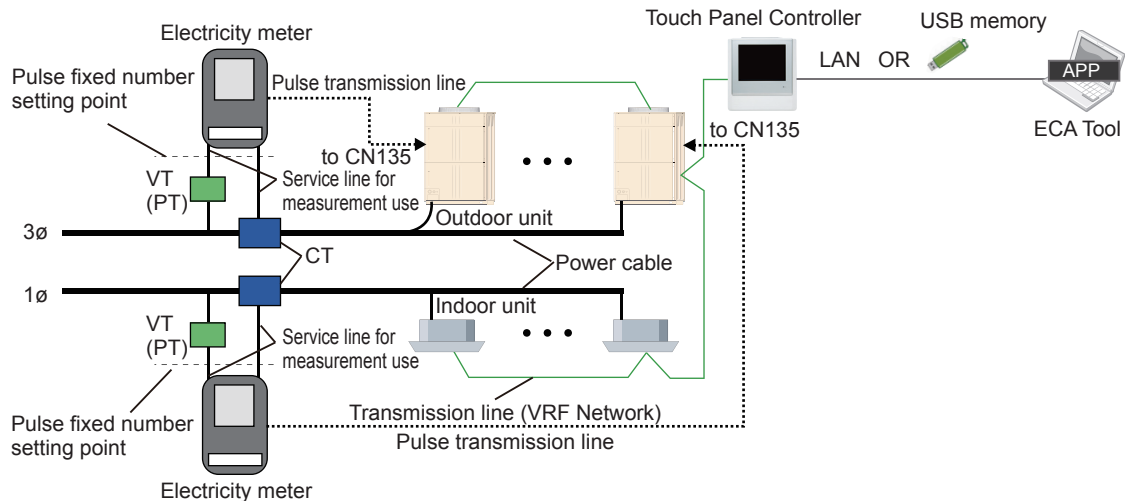 Electricity meter
Touch Panel Controller
USB memory
Pulse fixed number
setting point
Pulse transmission line
LAN OR
APP
ECA Tool
to CN135
to CN135
VT
(PT)
Service line for
measurement use
Outdoor unit
3ø
CT
Power cable
1ø
Indoor unit
VT
(PT)
Service line for
measurement use
Pulse fixed number
setting point
Transmission line (VRF Network)
Pulse transmission line
Electricity meter